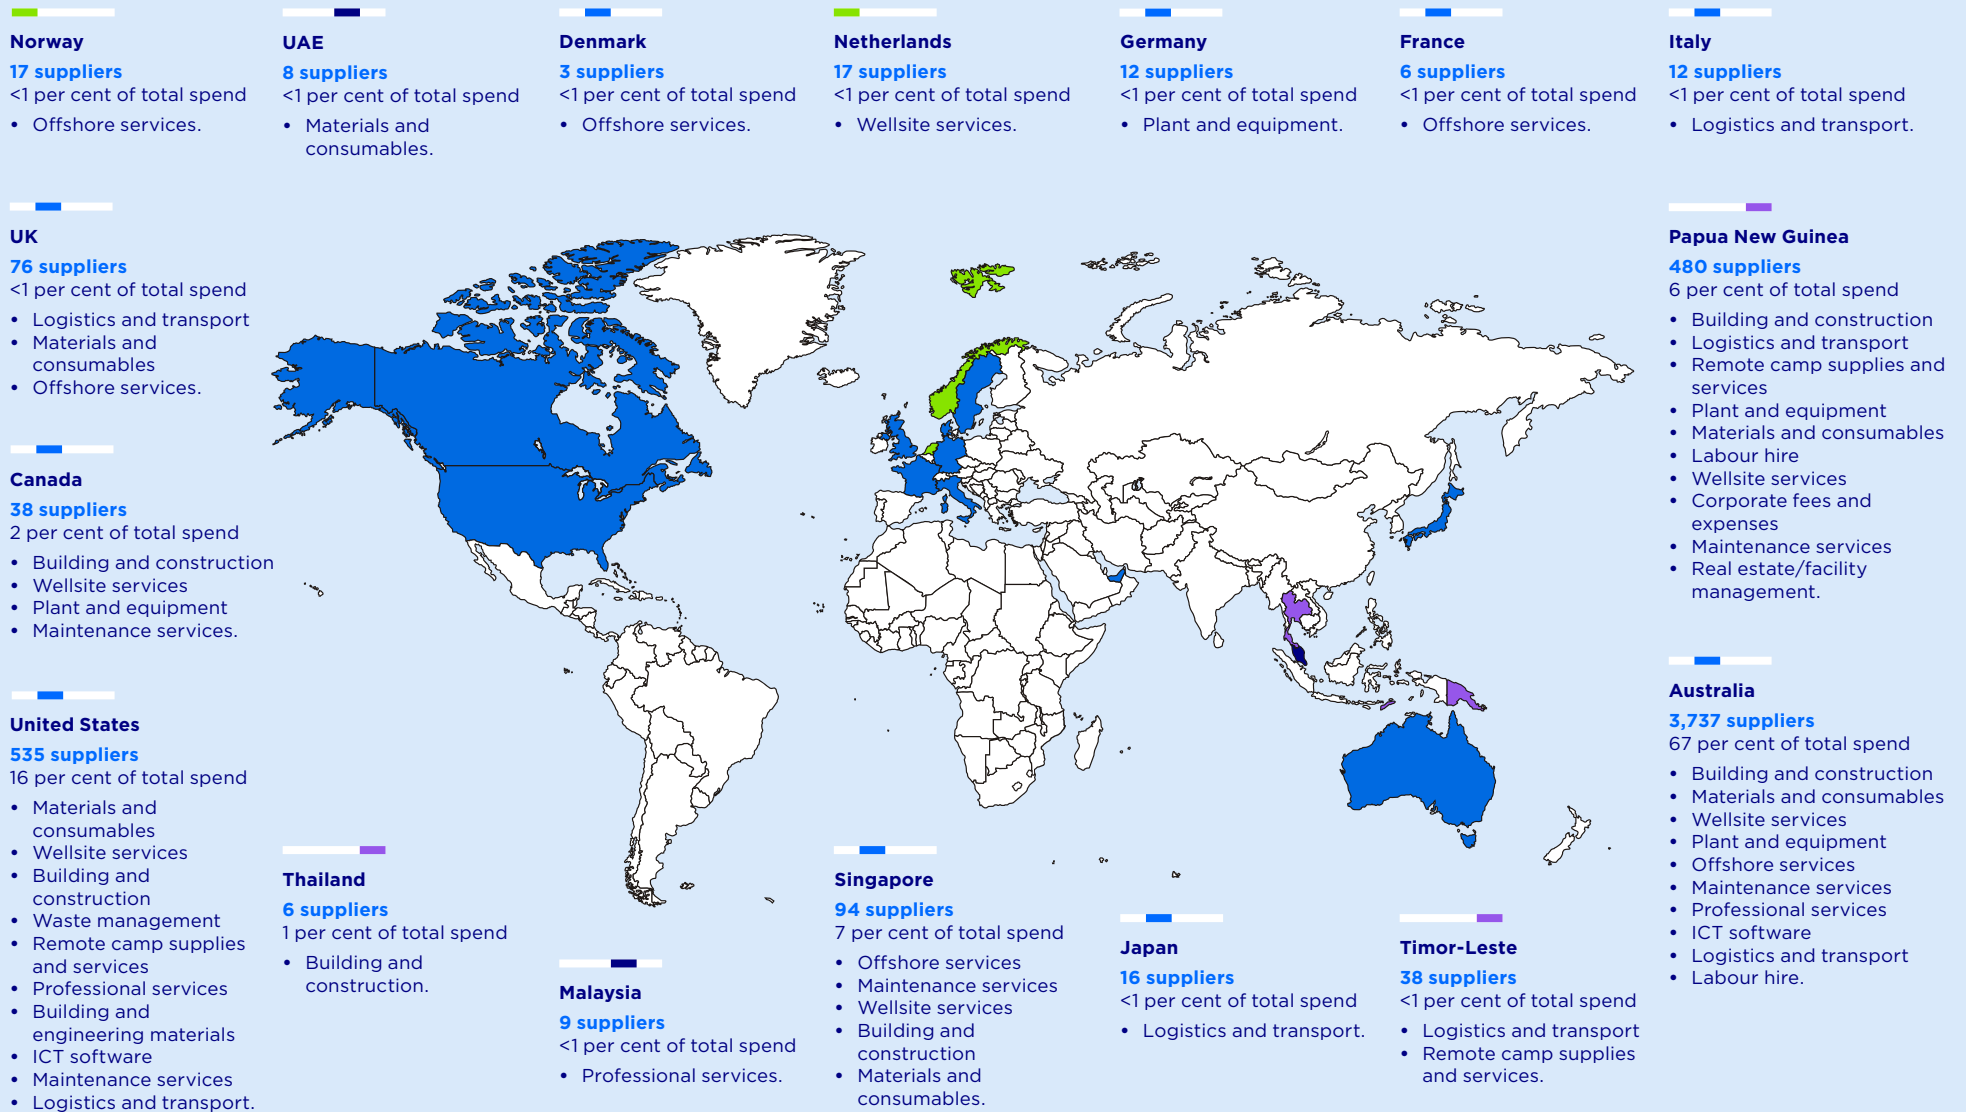 Norway
17 suppliers
<1 per cent of total spend
• Offshore services.
UAE
8 suppliers
<1 per cent of total spend
• Materials and
consumables.
Denmark
3 suppliers
<1 per cent of total spend
• Offshore services.
Netherlands
17 suppliers
<1 per cent of total spend
• Wellsite services.
Germany
12 suppliers
<1 per cent of total spend
• Plant and equipment.
France
6 suppliers
<1 per cent of total spend
• Offshore services.
Italy
12 suppliers
<1 per cent of total spend
• Logistics and transport.
UK
76 suppliers
<1 per cent of total spend
• Logistics and transport
• Materials and
consumables
• Offshore services.
Canada
38 suppliers
2 per cent of total spend
• Building and construction
• Wellsite services
• Plant and equipment
• Maintenance services.
United States
535 suppliers
16 per cent of total spend
• Materials and
consumables
• Wellsite services
• Building and
construction
• Waste management
• Remote camp supplies
and services
• Professional services
• Building and
engineering materials
• ICT software
• Maintenance services
• Logistics and transport.
Thailand
6 suppliers
1 per cent of total spend
• Building and
construction.
Malaysia
9 suppliers
<1 per cent of total spend
• Professional services.
Singapore
94 suppliers
7 per cent of total spend
• Offshore services
• Maintenance services
• Wellsite services
• Building and
construction
• Materials and
consumables.
Japan
16 suppliers
<1 per cent of total spend
• Logistics and transport.
Timor-Leste
38 suppliers
<1 per cent of total spend
• Logistics and transport
• Remote camp supplies
and services.
Papua New Guinea
480 suppliers
6 per cent of total spend
• Building and construction
• Logistics and transport
• Remote camp supplies and
services
• Plant and equipment
• Materials and consumables
• Labour hire
• Wellsite services
• Corporate fees and
expenses
• Maintenance services
• Real estate/facility
management.
Australia
3,737 suppliers
67 per cent of total spend
• Building and construction
• Materials and consumables
• Wellsite services
• Plant and equipment
• Offshore services
• Maintenance services
• Professional services
• ICT software
• Logistics and transport
• Labour hire.